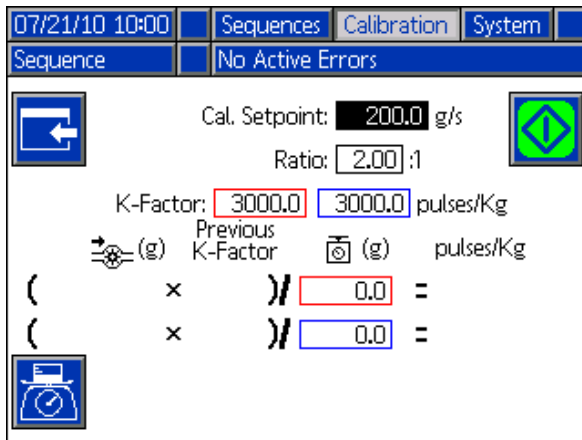 07/21/10 10:00 Sequences Calibration System
Sequence No Active Errors
Cal. Setpoint: 200.0 g/s
Ratio: 2.00 :1
K-Factor: 3000.0 3000.0 pulses/Kg
(g) Previous K-Factor (g) pulses/Kg
( × )/ 0.0 =
( × )/ 0.0 =